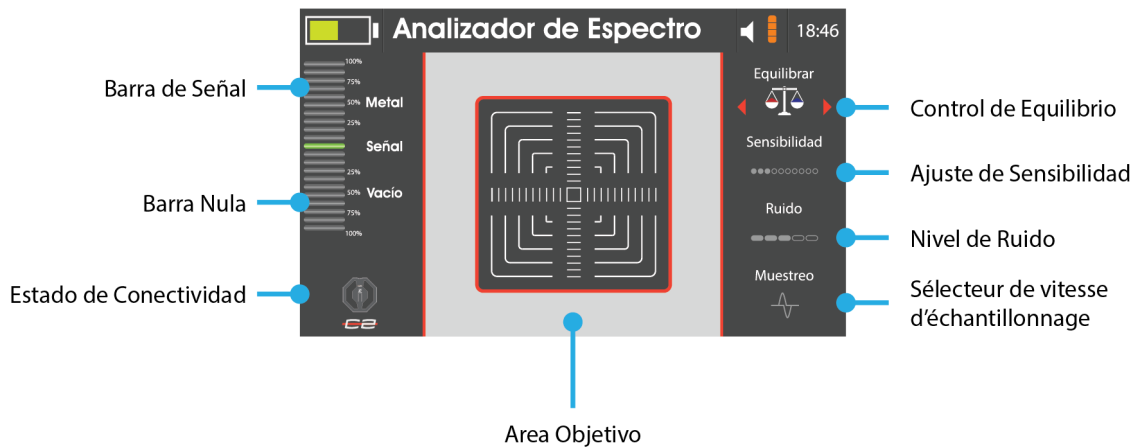 Analizador de Espectro
18:46
Barra de Señal
Barra Nula
Estado de Conectividad
100%
75%
50%
25%
Metal
Señal
25%
50%
75%
100%
Vacío
Equilibrar
Sensibilidad
Ruido
Muestreo
Control de Equilibrio
Ajuste de Sensibilidad
Nivel de Ruido
Sélecteur de vitesse
d'échantillonnage
Area Objetivo